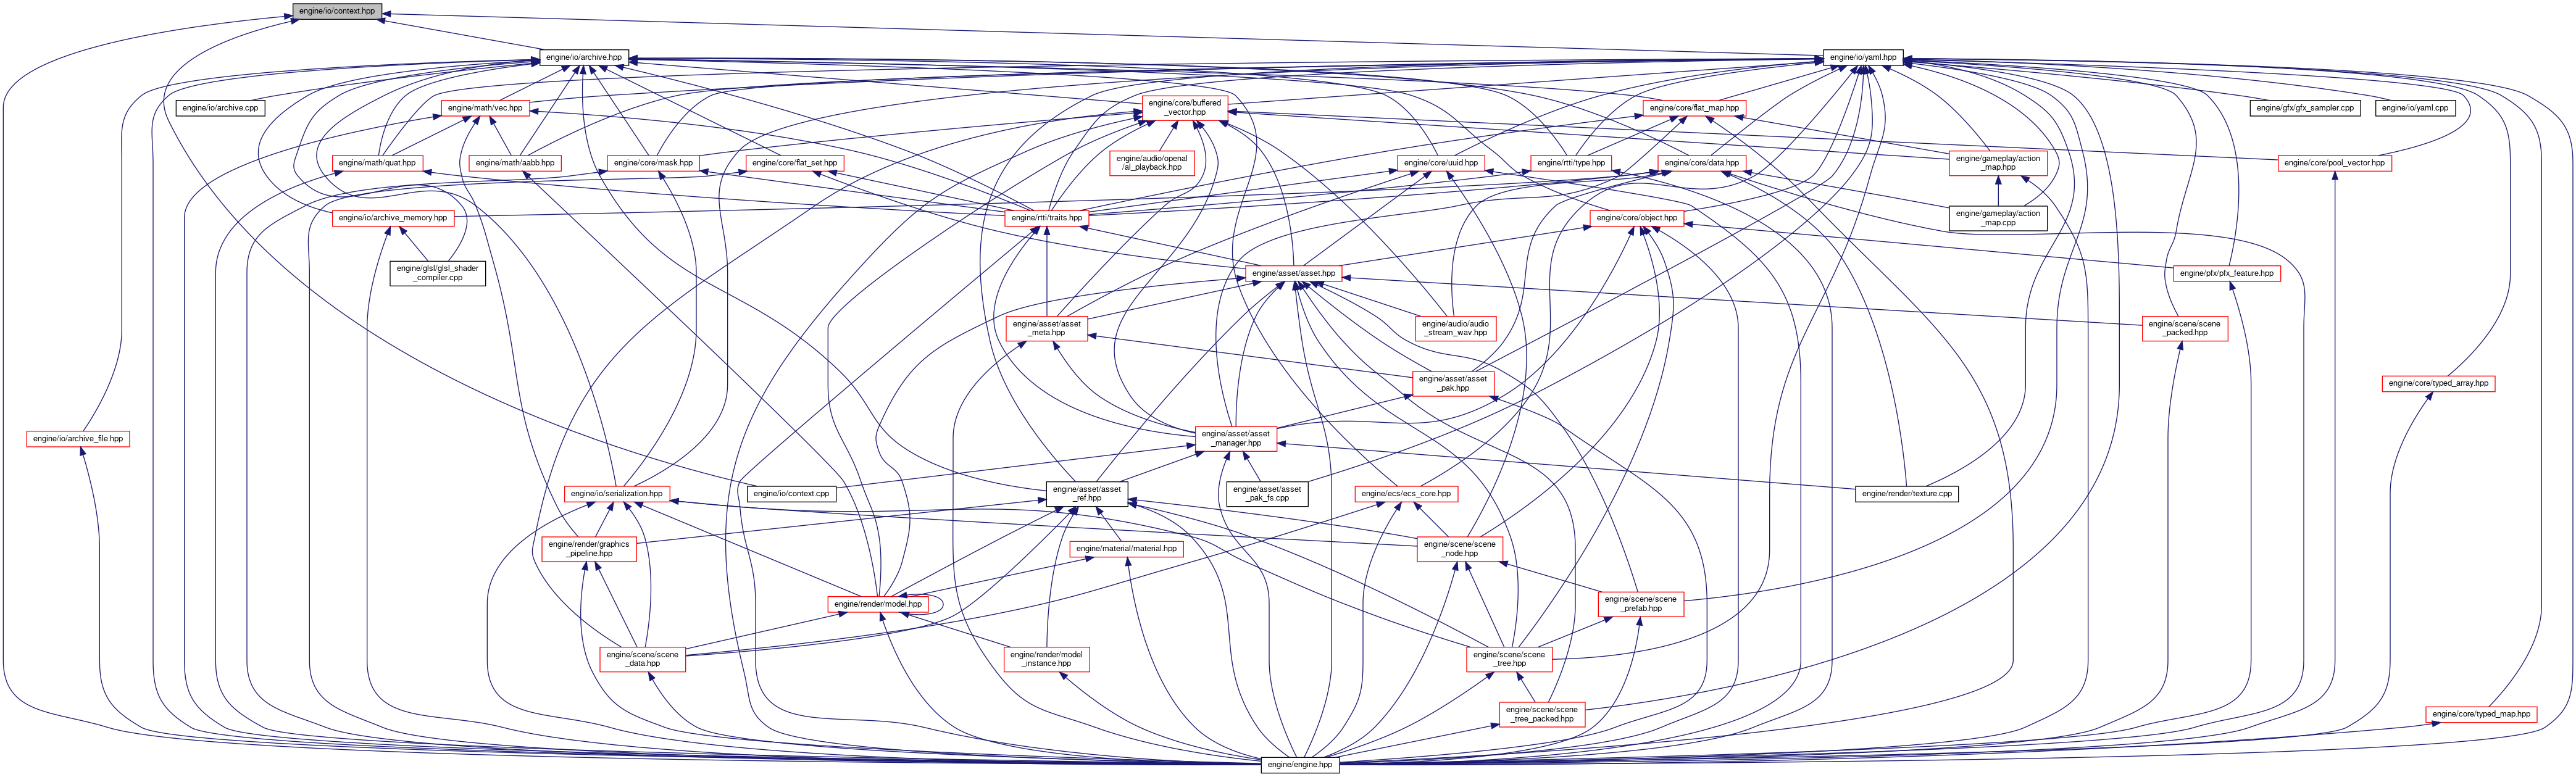 engine/io/context.hpp
engine/io/archive.hpp
engine/io/yaml.hpp
engine/io/archive.cpp
engine/math/vec.hpp
engine/core/buffered
_vector.hpp
engine/core/flat_map.hpp
engine/gfx/gfx_sampler.cpp
engine/io/yaml.cpp
engine/math/quat.hpp
engine/math/aabb.hpp
engine/core/mask.hpp
engine/core/flat_set.hpp
engine/audio/openal
/al_playback.hpp
engine/core/uuid.hpp
engine/rtti/type.hpp
engine/core/data.hpp
engine/gameplay/action
_map.hpp
engine/core/pool_vector.hpp
engine/io/archive_memory.hpp
engine/rtti/traits.hpp
engine/core/object.hpp
engine/gameplay/action
_map.cpp
engine/glsl/glsl_shader
_compiler.cpp
engine/asset/asset.hpp
engine/pfx/pfx_feature.hpp
engine/asset/asset
_meta.hpp
engine/audio/audio
_stream_wav.hpp
engine/scene/scene
_packed.hpp
engine/asset/asset
_pak.hpp
engine/core/typed_array.hpp
engine/io/archive_file.hpp
engine/asset/asset
_manager.hpp
engine/io/serialization.hpp
engine/io/context.cpp
engine/asset/asset
_ref.hpp
engine/asset/asset
_pak_fs.cpp
engine/ecs/ecs_core.hpp
engine/render/texture.cpp
engine/render/graphics
_pipeline.hpp
engine/material/material.hpp
engine/scene/scene
_node.hpp
engine/render/model.hpp
engine/scene/scene
_prefab.hpp
engine/scene/scene
_data.hpp
engine/render/model
_instance.hpp
engine/scene/scene
_tree.hpp
engine/scene/scene
_tree_packed.hpp
engine/core/typed_map.hpp
engine/engine.hpp